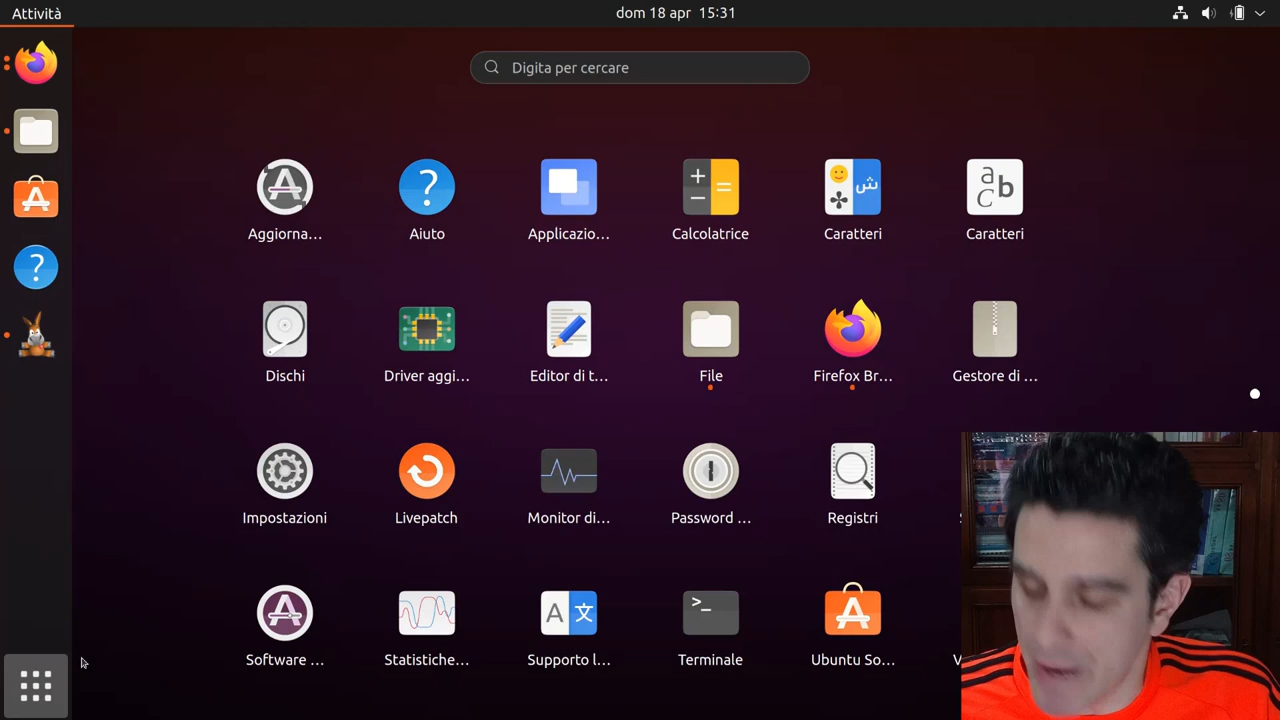 Attività
dom 18 apr 15:31
Digita per cercare
Aggiorna...
Aiuto
Applicazio...
Calcolatrice
Caratteri
Caratteri
Dischi
Driver aggi...
Editor di t...
File
Firefox Br...
Gestore di ...
Impostazioni
Livepatch
Monitor di...
Password ...
Registri
Software ...
Statistiche...
Supporto l...
Terminale
Ubuntu So...